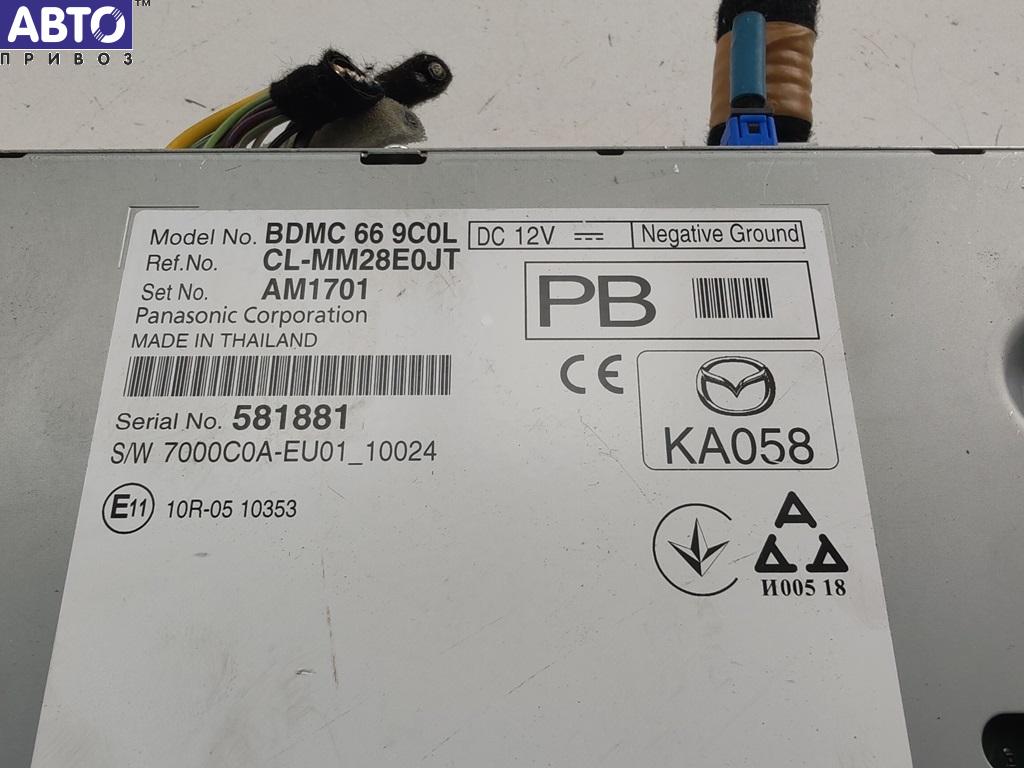 АВТО™
ПРИВОЗ
Model No. BDMC 66 9C0L
DC 12V
Negative Ground
Ref.No. CL-MM28E0JT
Set No. AM1701
PB
Panasonic Corporation
MADE IN THAILAND
CE
Serial No. 581881
KA058
S/W 7000C0A-EU01_10024
E11 10R-05 10353
И005 18